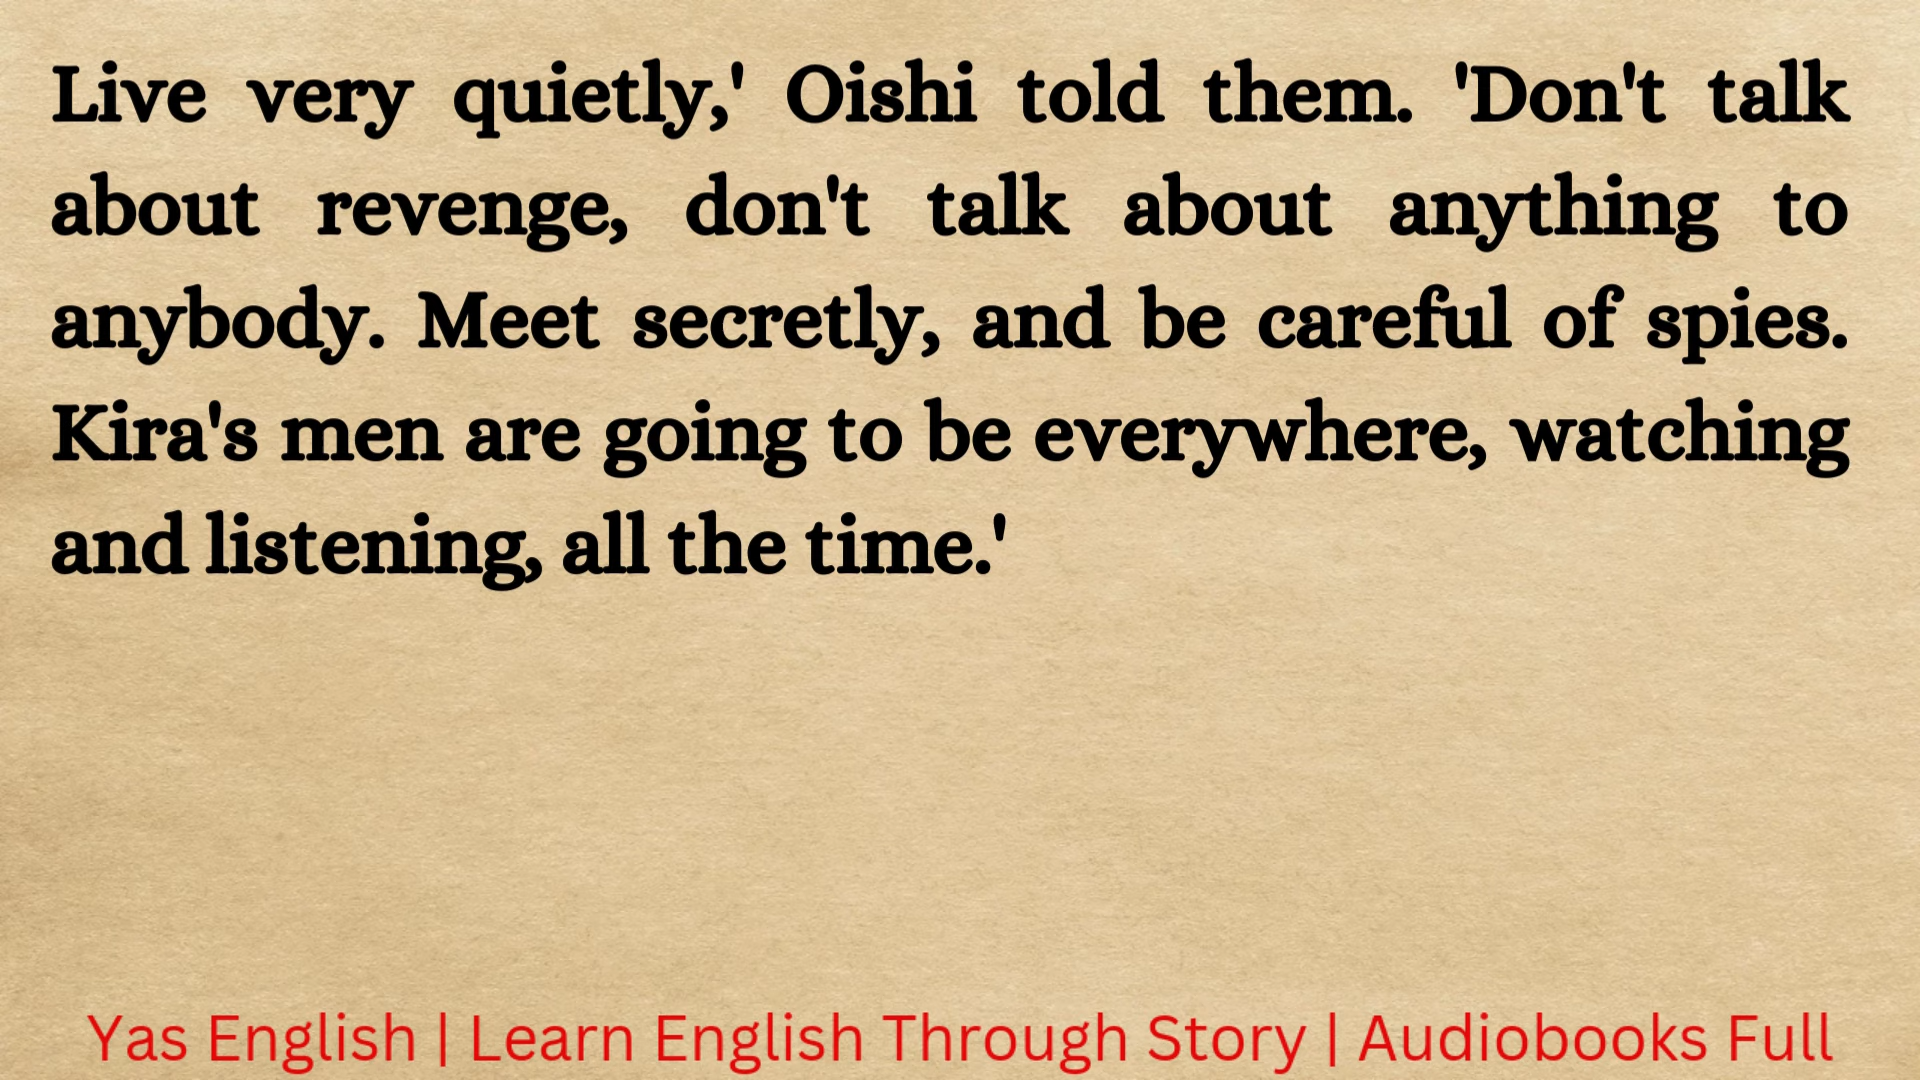 Live very quietly,' Oishi told them. 'Don't talk
about revenge, don't talk about anything to
anybody. Meet secretly, and be careful of spies.
Kira's men are going to be everywhere, watching
and listening, all the time.'
Yas English | Learn English Through Story | Audiobooks Full